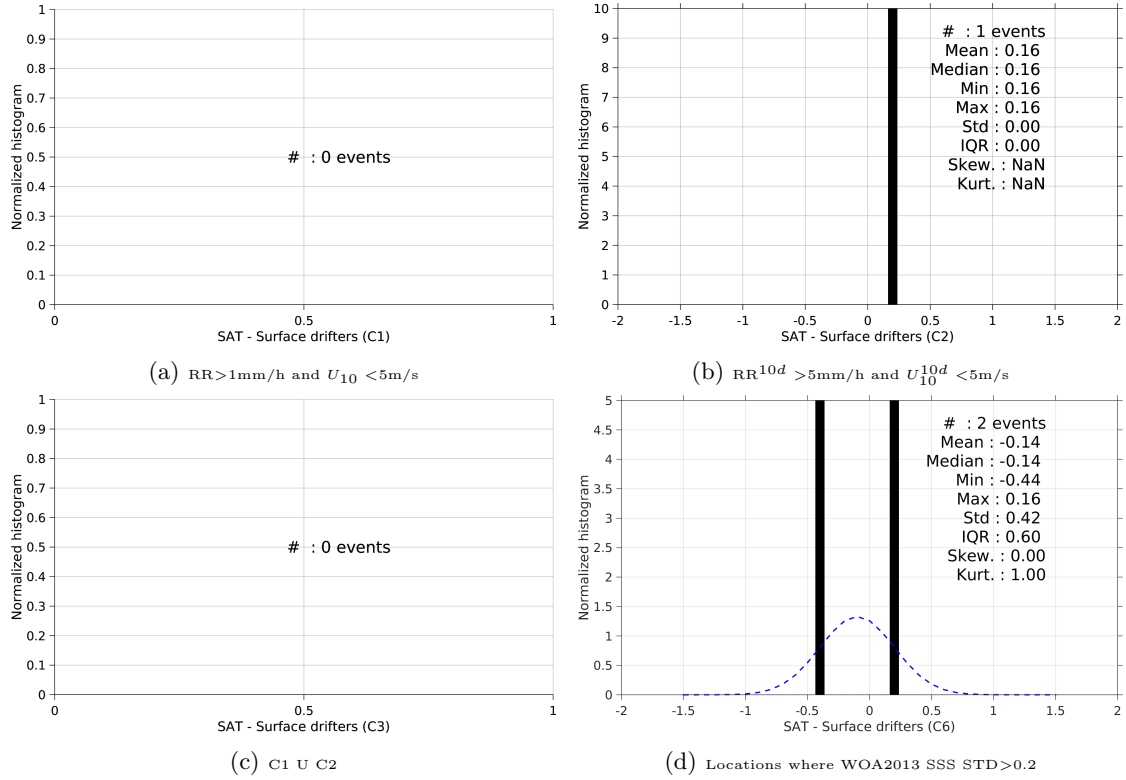 1
0.9
0.8
0.7
0.6
0.5
0.4
0.3
0.2
0.1
0
0 0.5 1
Normalized histogram
# : 0 events
SAT - Surface drifters (C1)
(a) RR>1mm/h and U10 <5m/s
10
9
8
7
6
5
4
3
2
1
0
-2 -1.5 -1 -0.5 0 0.5 1 1.5 2
Normalized histogram
# : 1 events
Mean : 0.16
Median : 0.16
Min : 0.16
Max : 0.16
Std : 0.00
IQR : 0.00
Skew. : NaN
Kurt. : NaN
SAT - Surface drifters (C2)
(b) RR^10d >5mm/h and U10^10d <5m/s
1
0.9
0.8
0.7
0.6
0.5
0.4
0.3
0.2
0.1
0
0 0.5 1
Normalized histogram
# : 0 events
SAT - Surface drifters (C3)
(c) C1 U C2
5
4.5
4
3.5
3
2.5
2
1.5
1
0.5
0
-2 -1.5 -1 -0.5 0 0.5 1 1.5 2
Normalized histogram
# : 2 events
Mean : -0.14
Median : -0.14
Min : -0.44
Max : 0.16
Std : 0.42
IQR : 0.60
Skew. : 0.00
Kurt. : 1.00
SAT - Surface drifters (C6)
(d) Locations where WOA2013 SSS STD>0.2